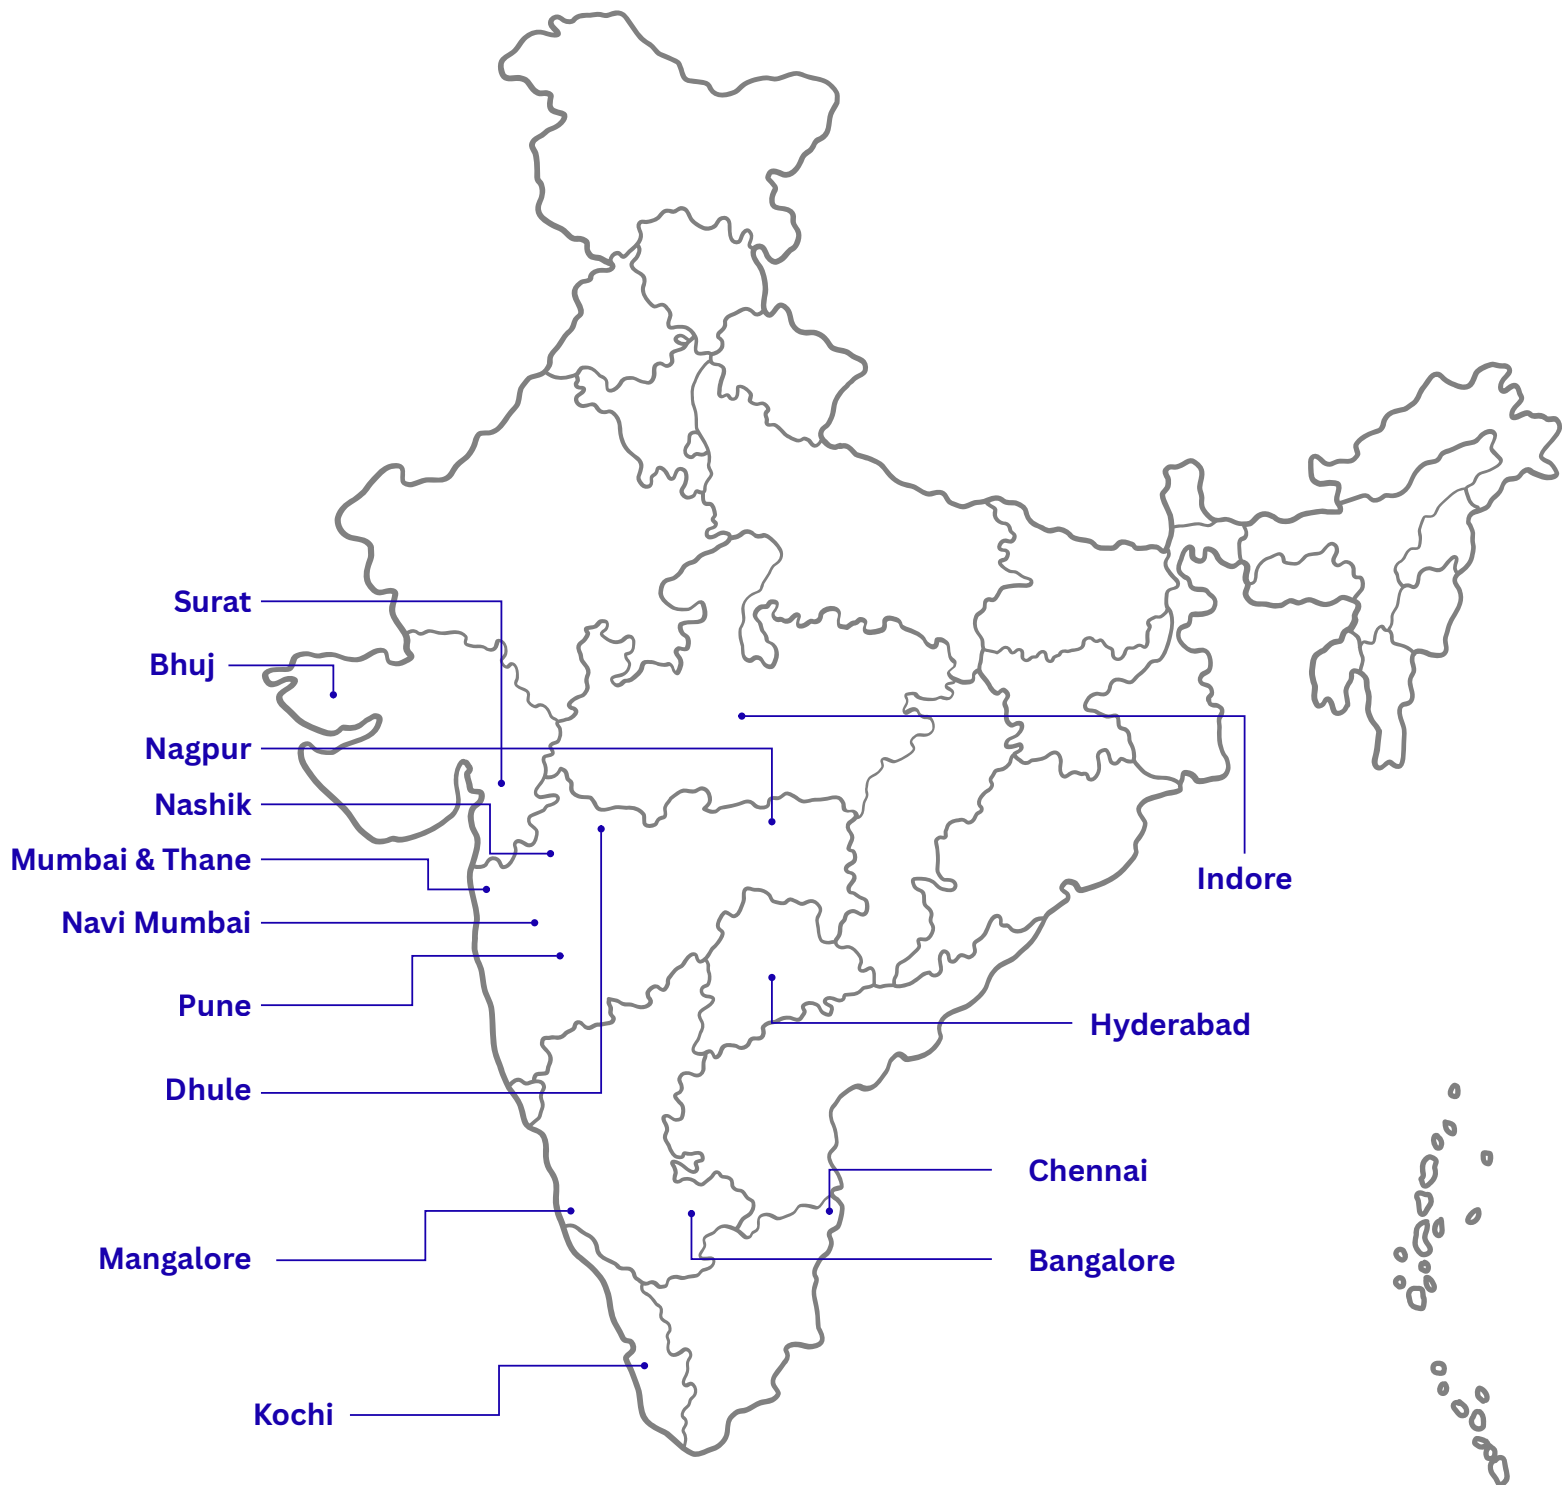 Surat
Bhuj
Nagpur
Nashik
Mumbai & Thane
Navi Mumbai
Pune
Dhule
Mangalore
Kochi
Indore
Hyderabad
Chennai
Bangalore